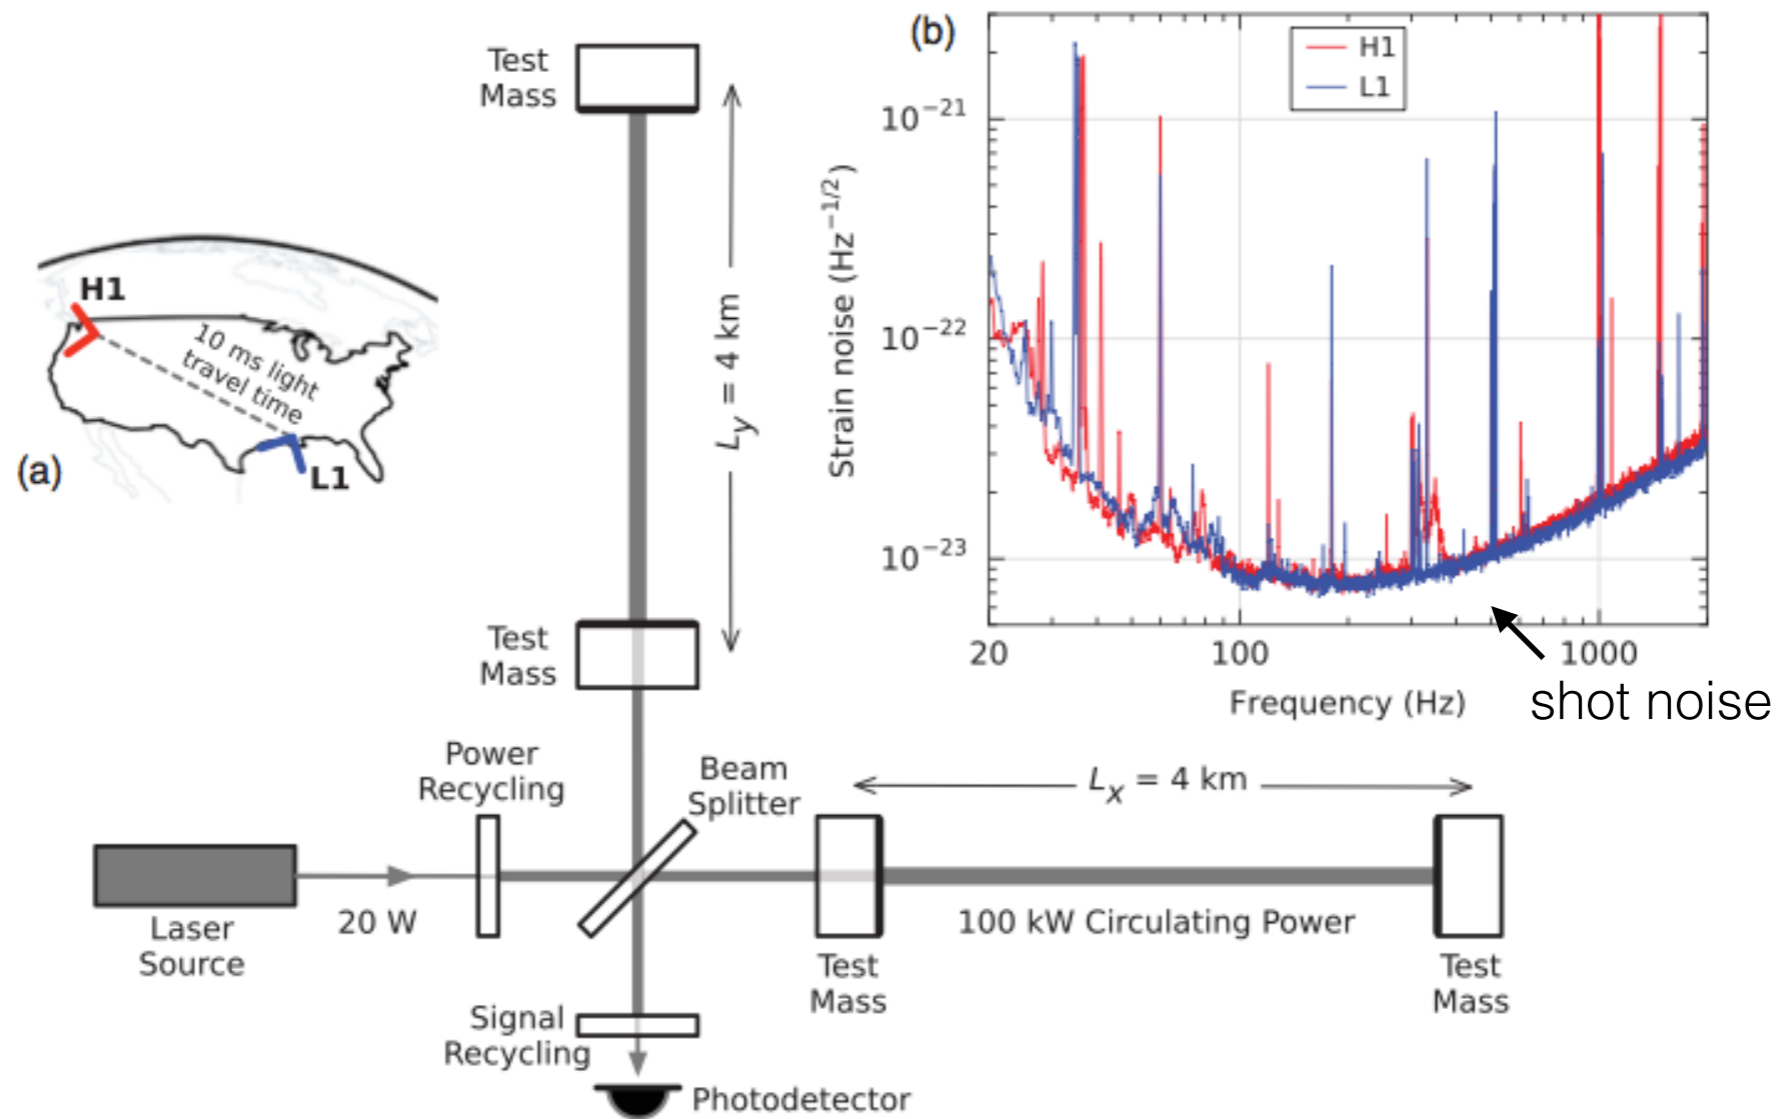 Test
Mass
L_y = 4 km
Test
Mass
H1
10 ms light
travel time
L1
(a)
(b)
H1
L1
10^{-21}
10^{-22}
10^{-23}
Strain noise (Hz^{-1/2})
20
100
1000
Frequency (Hz)
shot noise
Power
Recycling
Beam
Splitter
L_x = 4 km
Laser
Source
20 W
100 kW Circulating Power
Test
Mass
Test
Mass
Signal
Recycling
Photodetector